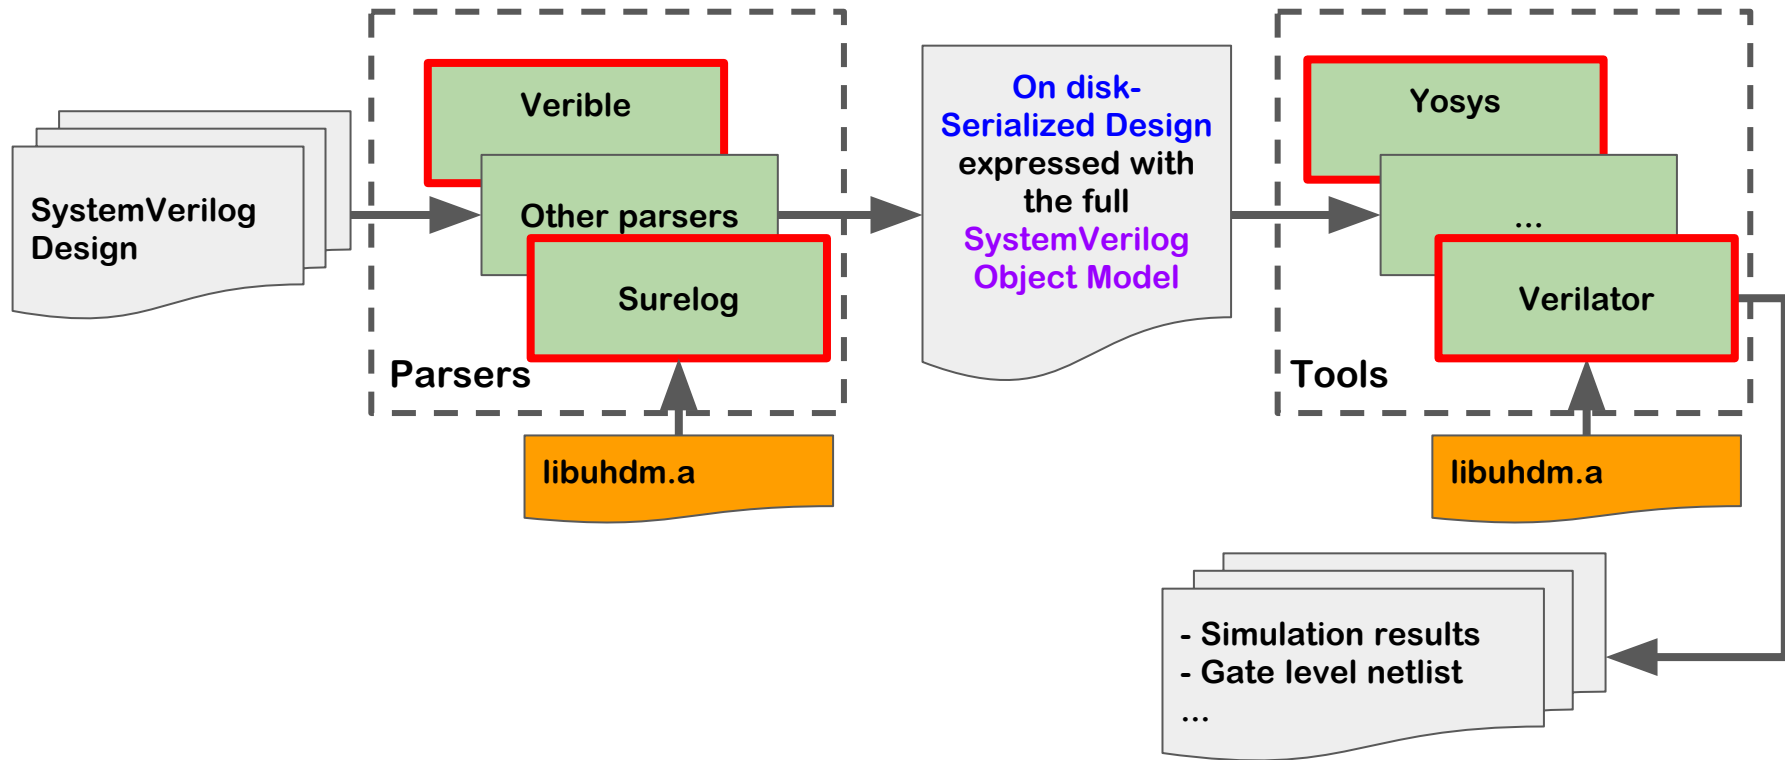 SystemVerilog
Design
Verible
Other parsers
Surelog
Parsers
libuhdm.a
On disk-
Serialized Design
expressed with
the full
SystemVerilog
Object Model
Yosys
...
Verilator
Tools
libuhdm.a
- Simulation results
- Gate level netlist
...